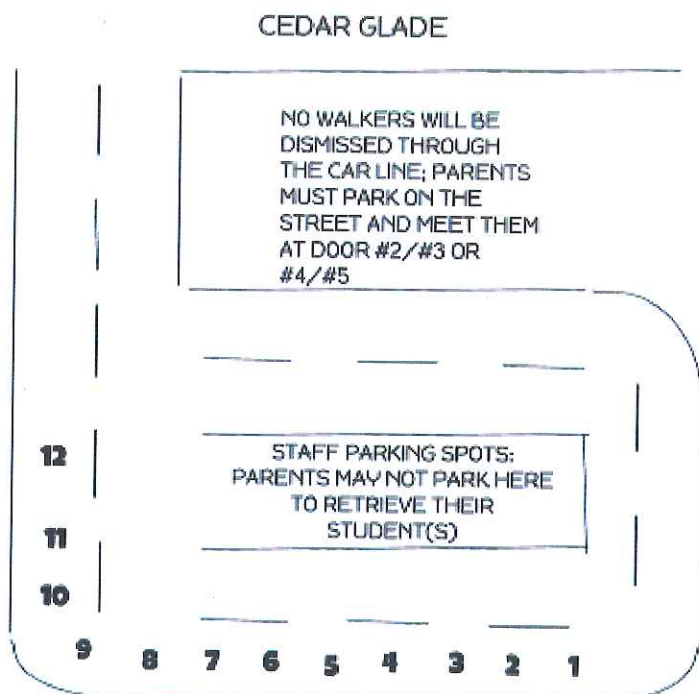 CEDAR GLADE
NO WALKERS WILL BE
DISMISSED THROUGH
THE CAR LINE; PARENTS
MUST PARK ON THE
STREET AND MEET THEM
AT DOOR #2/#3 OR
#4/#5
STAFF PARKING SPOTS:
PARENTS MAY NOT PARK HERE
TO RETRIEVE THEIR
STUDENT(S)
12
11
10
9 8 7 6 5 4 3 2 1